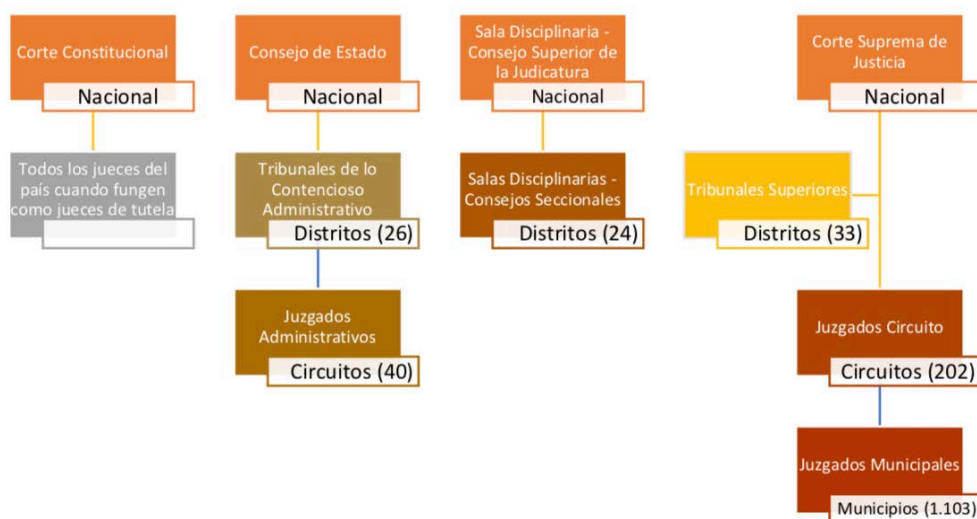 Corte Constitucional
Nacional
Consejo de Estado
Nacional
Sala Disciplinaria -
Consejo Superior de
la Judicatura
Nacional
Corte Suprema de
Justicia
Nacional
Todos los jueces del
país cuando fungen
como jueces de tutela
Tribunales de lo
Contencioso
Administrativo
Distritos (26)
Salas Disciplinarias -
Consejos Seccionales
Distritos (24)
Tribunales Superiores
Distritos (33)
Juzgados
Administrativos
Circuitos (40)
Juzgados Circuito
Circuitos (202)
Juzgados Municipales
Municipios (1.103)